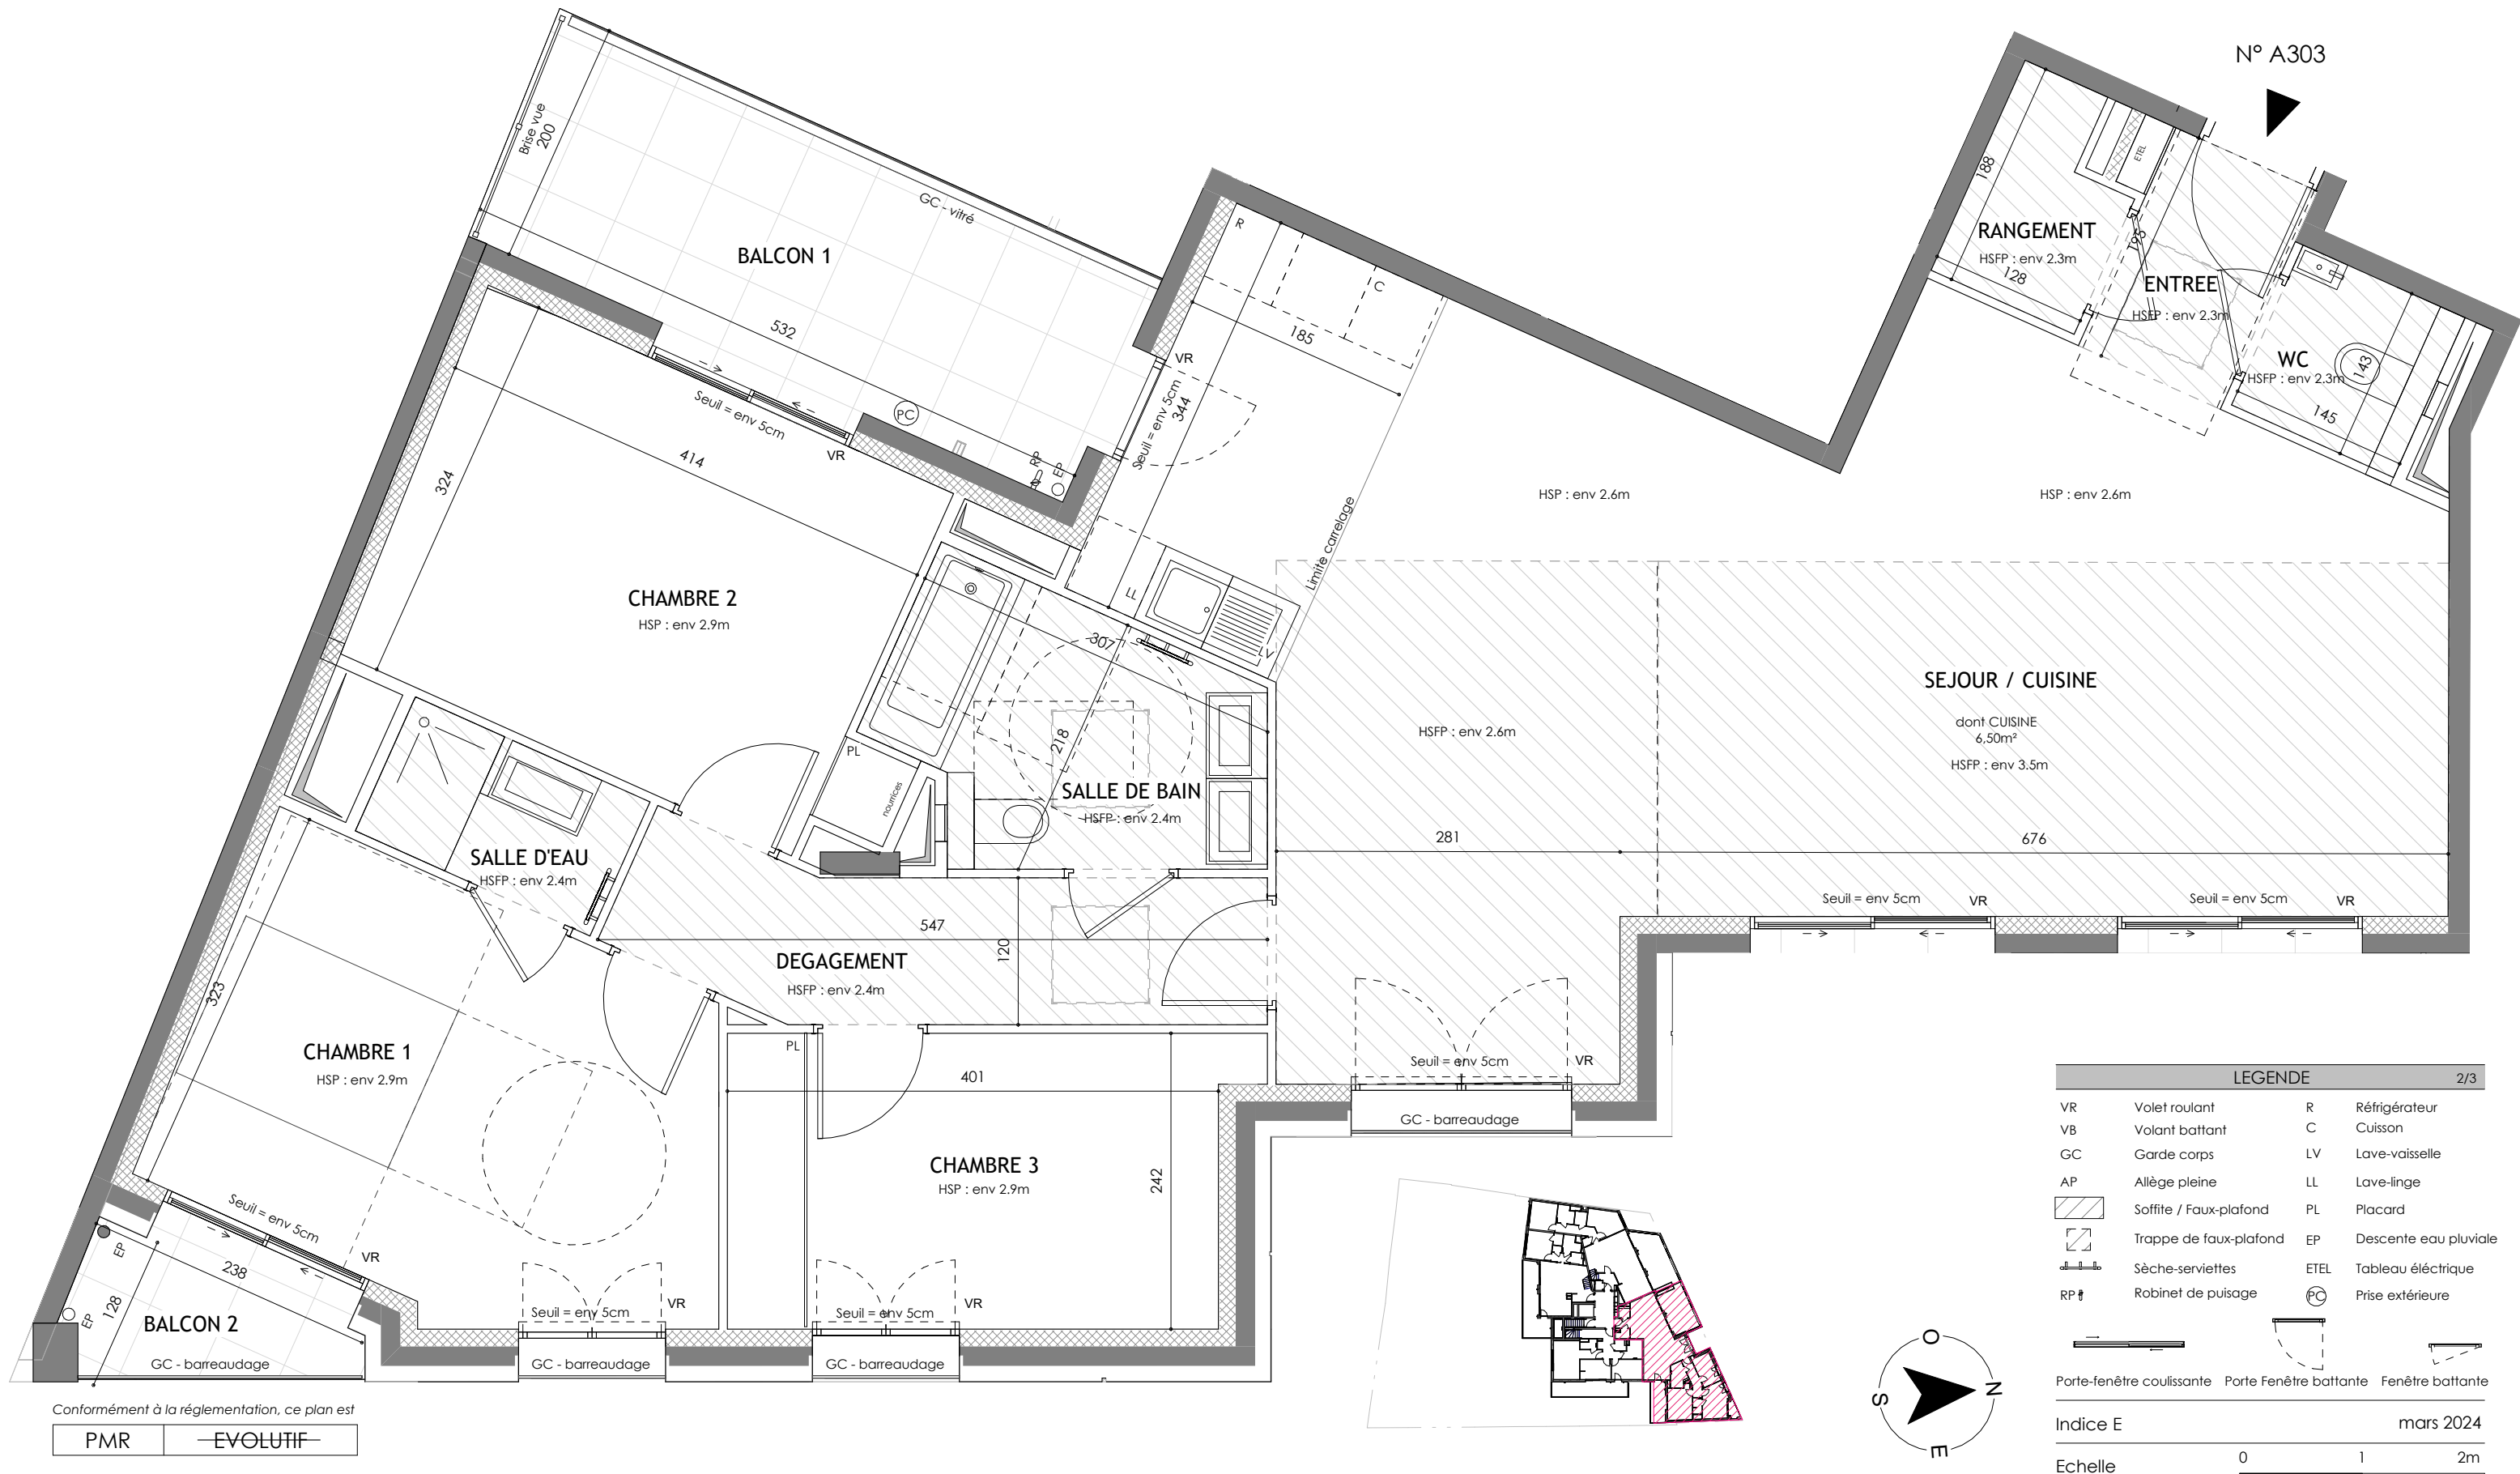 N° A303
Brise vue
200
GC - vitré
BALCON 1
532
PC
RP
EP
Seuil = env 5cm
VR
414
324
CHAMBRE 2
HSP : env 2.9m
R
C
185
VR
Seuil = env 5cm
344
Limite carrelage
LL
LV
188
RANGEMENT
HSFP : env 2.3m
128
ETEL
195
ENTREE
HSFP : env 2.3m
WC
HSFP : env 2.3m
143
145
HSP : env 2.6m
HSP : env 2.6m
SEJOUR / CUISINE
dont CUISINE
6,50m²
HSFP : env 3.5m
HSFP : env 2.6m
281
676
Seuil = env 5cm
VR
Seuil = env 5cm
VR
307
218
SALLE DE BAIN
HSFP : env 2.4m
PL
nourrices
SALLE D'EAU
HSFP : env 2.4m
547
120
DEGAGEMENT
HSFP : env 2.4m
323
CHAMBRE 1
HSP : env 2.9m
PL
401
242
CHAMBRE 3
HSP : env 2.9m
Seuil = env 5cm
VR
GC - barreaudage
Seuil = env 5cm
VR
EP
EP
238
128
BALCON 2
GC - barreaudage
Seuil = env 5cm
VR
GC - barreaudage
Seuil = env 5cm
VR
GC - barreaudage
Conformément à la réglementation, ce plan est
PMR EVOLUTIF
LEGENDE 2/3
VR Volet roulant R Réfrigérateur
VB Volant battant C Cuisson
GC Garde corps LV Lave-vaisselle
AP Allège pleine LL Lave-linge
Soffite / Faux-plafond PL Placard
Trappe de faux-plafond EP Descente eau pluviale
Sèche-serviettes ETEL Tableau éléctrique
RP Robinet de puisage PC Prise extérieure
Porte-fenêtre coulissante Porte Fenêtre battante Fenêtre battante
O
N
S
E
Indice E mars 2024
Echelle 0 1 2m